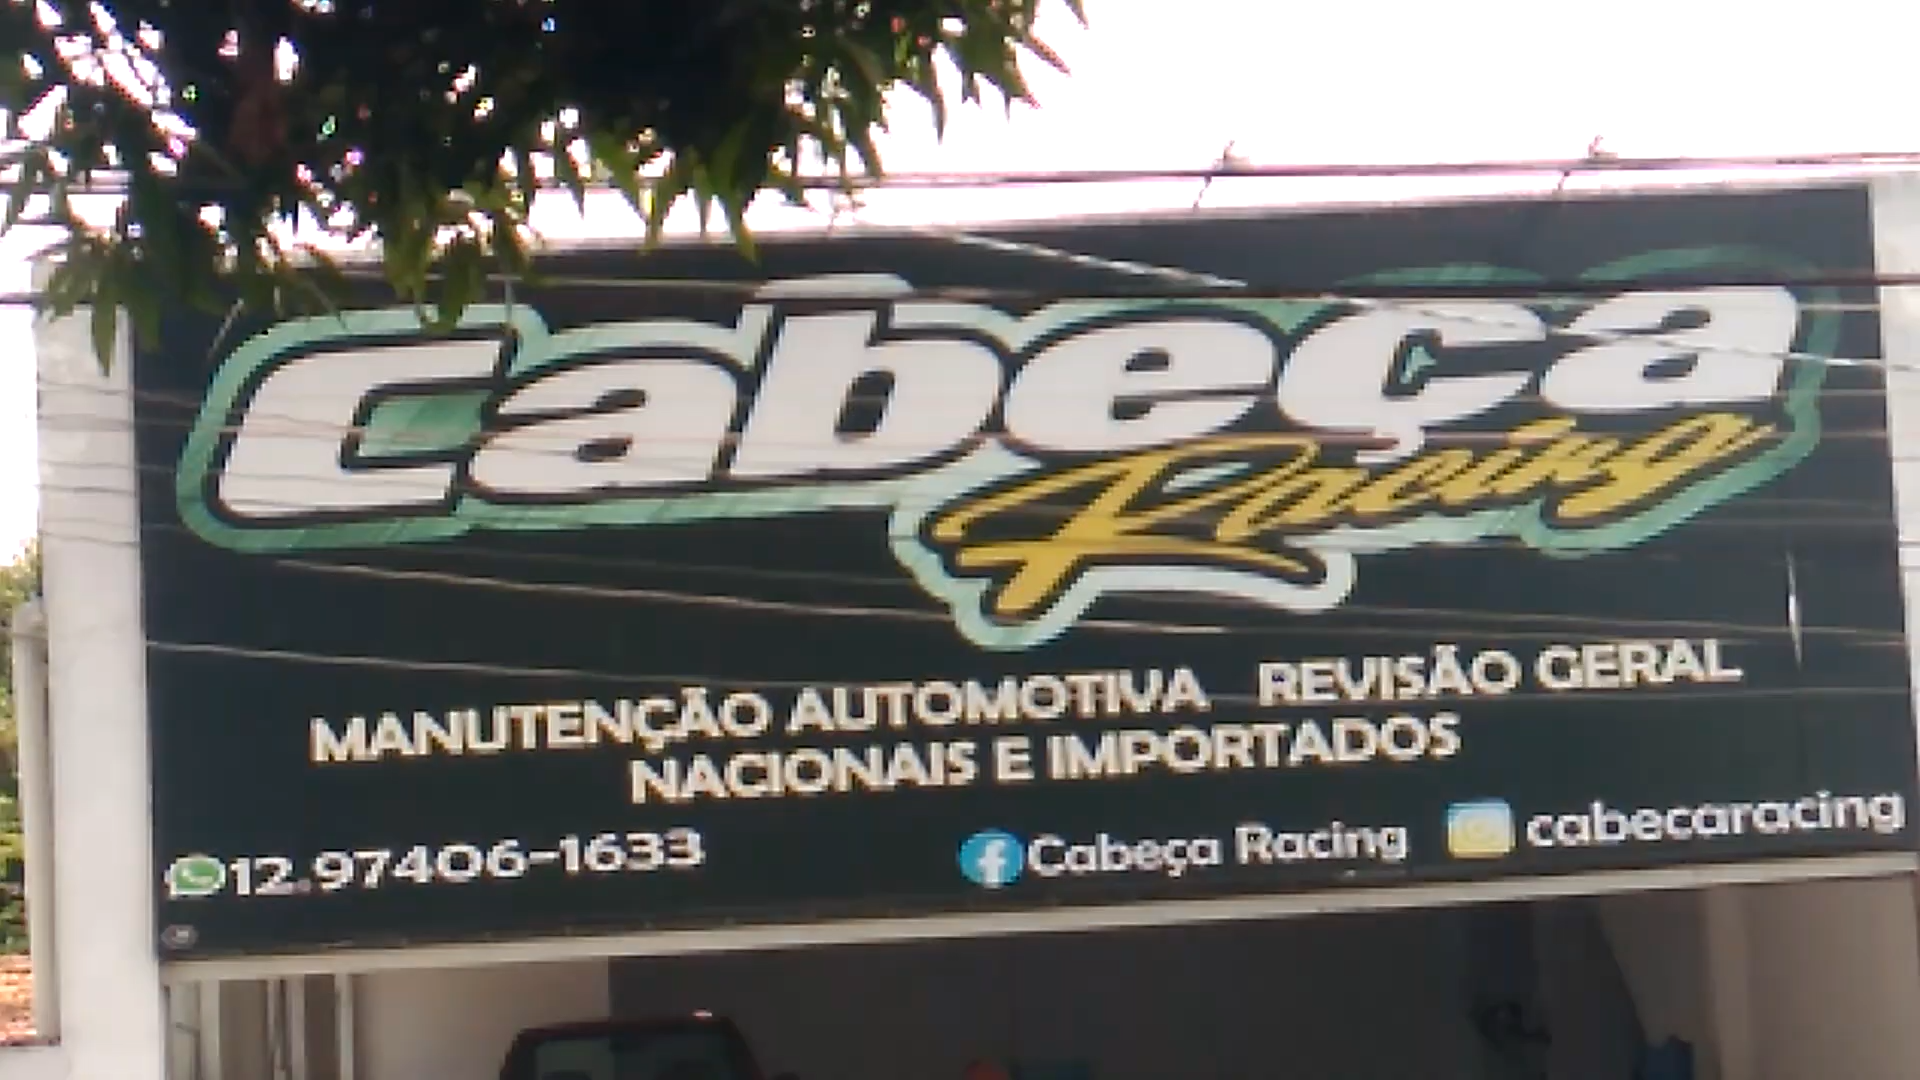 Cabeça
Racing
MANUTENÇÃO AUTOMOTIVA REVISÃO GERAL
NACIONAIS E IMPORTADOS
12.97406-1633
Cabeça Racing
cabecaracing